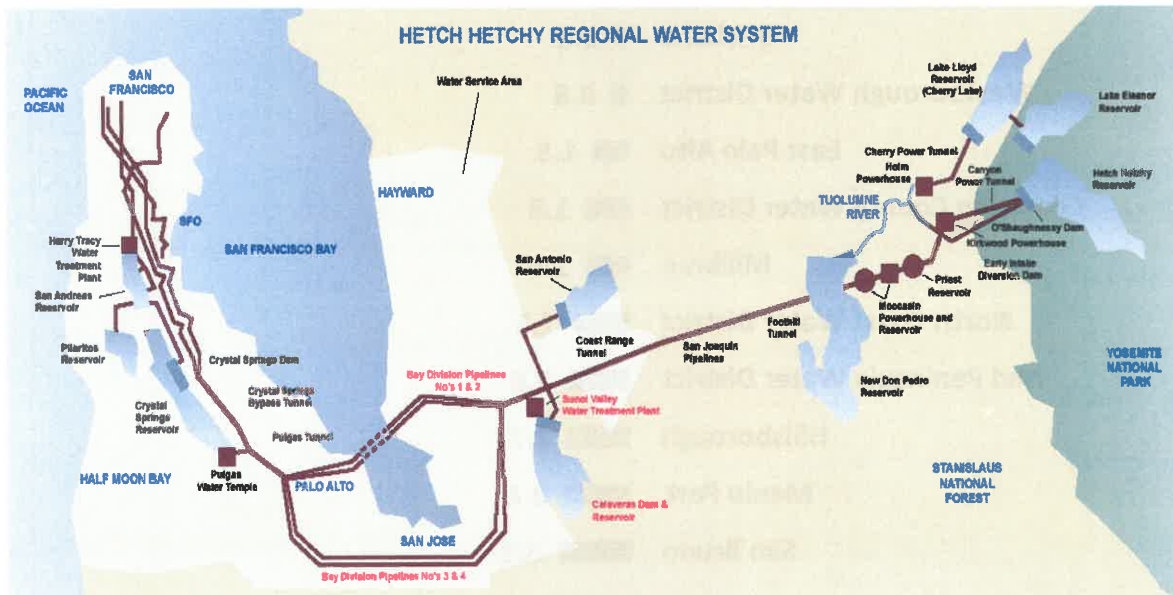 HETCH HETCHY REGIONAL WATER SYSTEM
PACIFIC
OCEAN
SAN
FRANCISCO
Water Service Area
Lake Lloyd
Reservoir
(Cherry Lake)
Lake Eleanor
Reservoir
Cherry Power Tunnel
Holm
Powerhouse
Canyon
Power Tunnel
Hetch Hetchy
Reservoir
HAYWARD
TUOLUMNE
RIVER
SFO
SAN FRANCISCO BAY
O'Shaughnessy Dam
Kirkwood Powerhouse
Harry Tracy
Water
Treatment
Plant
San Antonio
Reservoir
Early Intake
Diversion Dam
Priest
Reservoir
San Andreas
Reservoir
Moccasin
Powerhouse and
Reservoir
Foothill
Tunnel
Coast Range
Tunnel
San Joaquin
Pipelines
Pilarcitos
Reservoir
Crystal Springs Dam
YOSEMITE
NATIONAL
PARK
Bay Division Pipelines
No's 1 & 2
New Don Pedro
Reservoir
Crystal Springs
Bypass Tunnel
Sunol Valley
Water Treatment Plant
Crystal
Springs
Reservoir
Pulgas Tunnel
HALF MOON BAY
Pulgas
Water Temple
PALO ALTO
STANISLAUS
NATIONAL
FOREST
Calaveras Dam &
Reservoir
SAN JOSE
Bay Division Pipelines No's 3 & 4
East Palo Alto
Hillsborough
Menlo Park
San Bruno